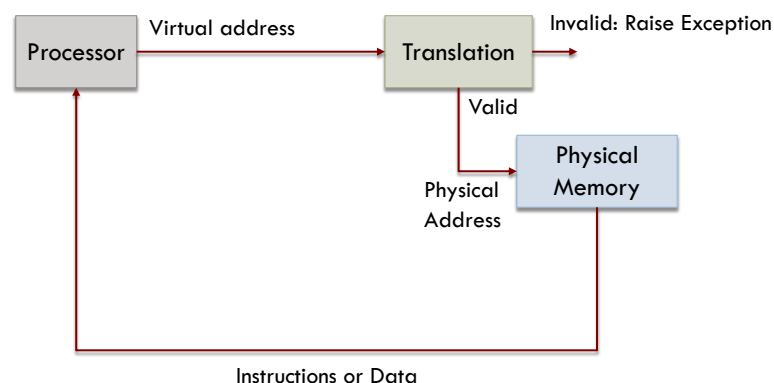 Invalid: Raise Exception
Virtual address
Processor
Translation
Valid
Physical
Memory
Physical
Address
Instructions or Data